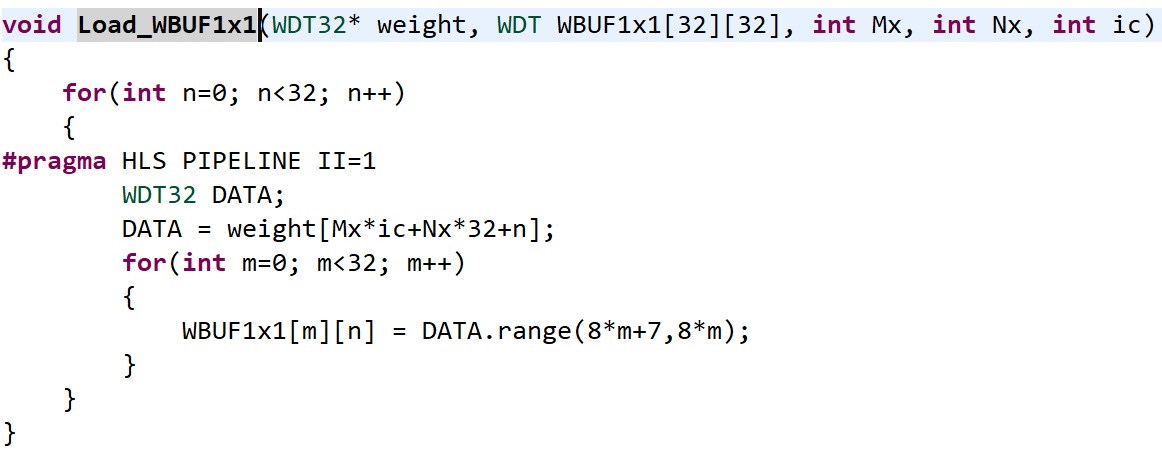 void Load_WBUF1x1(WDT32* weight, WDT WBUF1x1[32][32], int Mx, int Nx, int ic)
{
    for(int n=0; n<32; n++)
    {
#pragma HLS PIPELINE II=1
        WDT32 DATA;
        DATA = weight[Mx*ic+Nx*32+n];
        for(int m=0; m<32; m++)
        {
            WBUF1x1[m][n] = DATA.range(8*m+7,8*m);
        }
    }
}